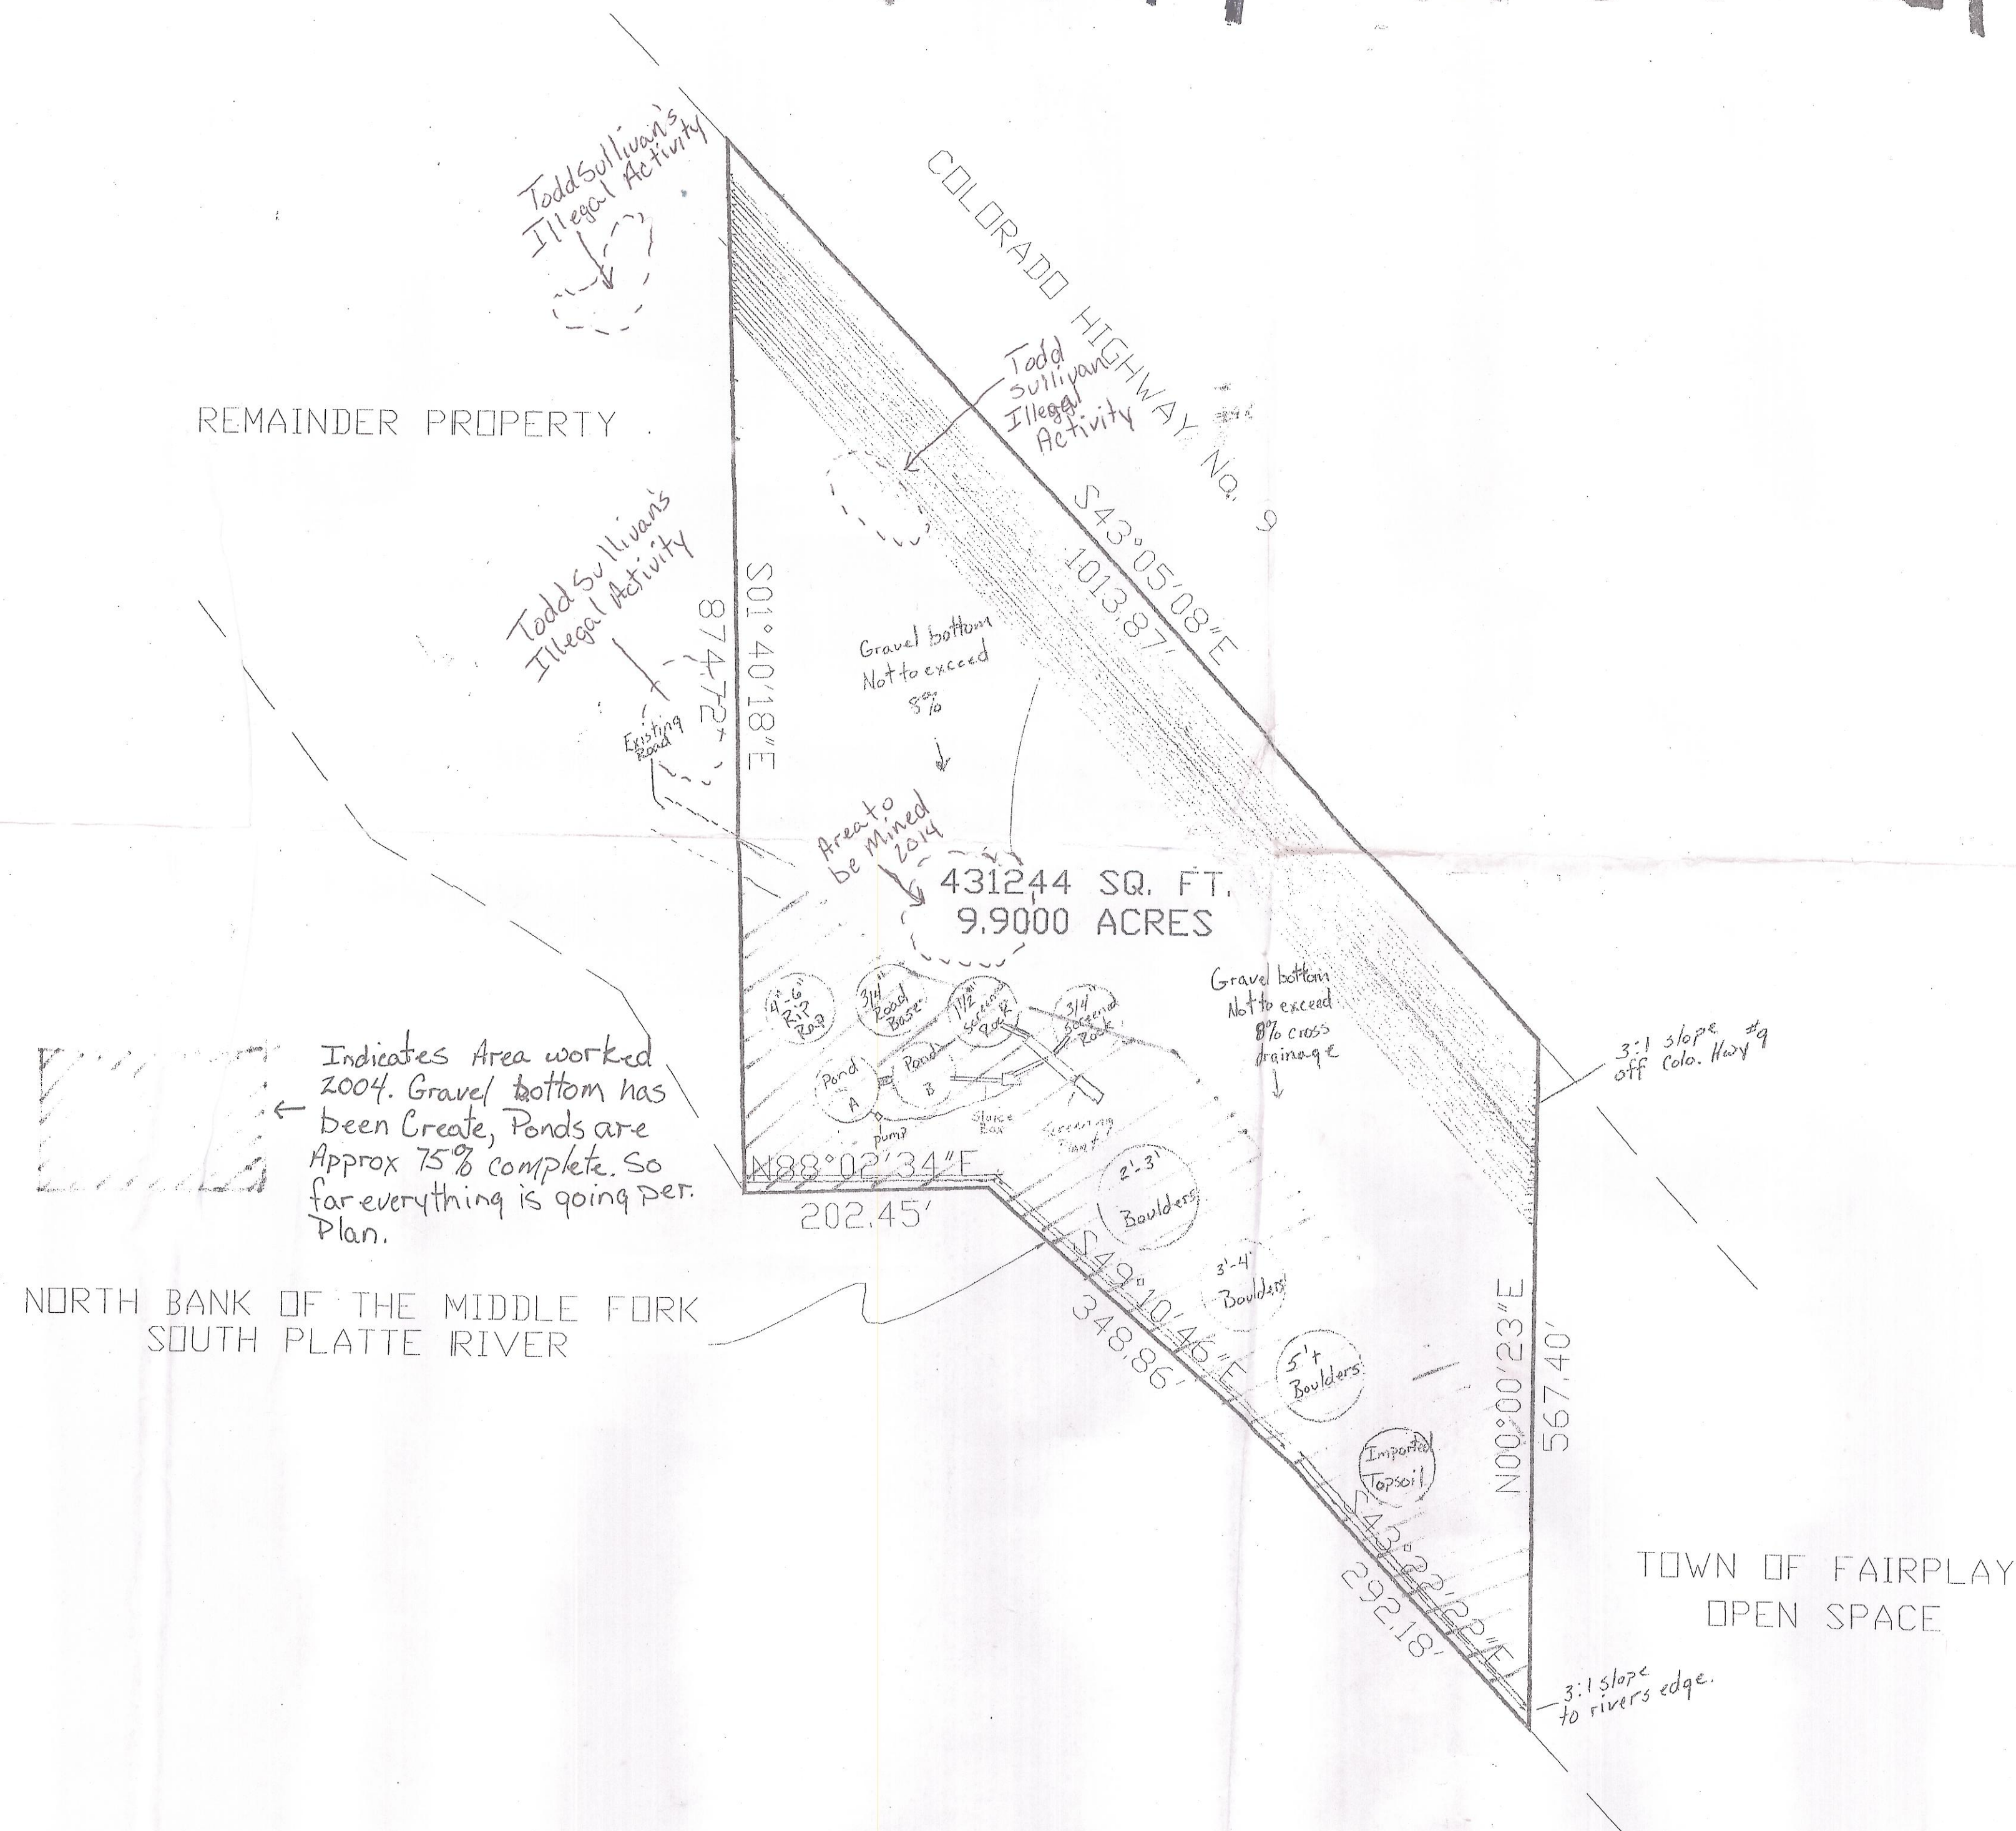 Todd Sullivan's
Illegal Activity
COLORADO HIGHWAY NO. 9
Todd
Sullivan
Illegal
Activity
REMAINDER PROPERTY
S43°05'08"E
1013.87'
Todd Sullivan's
Illegal Activity
S01°40'18"E
874.72'
Gravel bottom
Not to exceed
8%
Existing
Road
Area to
be Mined
2014
431244 SQ. FT.
9.9000 ACRES
4"-6"
Rip
Rap
3/4"
Road
Base
1 1/2"
Screened
Rock
3/4"
Screened
Rock
Gravel bottom
Not to exceed
8% cross
drainage
3:1 slope
off Colo. Hwy #9
Pond
A
Pond
B
pump
Sluice
Box
Screening
Plant
Indicates Area worked
2004. Gravel bottom has
been Create, Ponds are
Approx 75% complete. So
far everything is going per.
Plan.
N88°02'34"E
202.45'
2'-3'
Boulders
3'-4'
Boulders
5'+
Boulders
Imported
Topsoil
NORTH BANK OF THE MIDDLE FORK
SOUTH PLATTE RIVER
S49°10'46"E
348.86'
N00°00'23"E
567.40'
S43°22'22"E
292.18'
TOWN OF FAIRPLAY
OPEN SPACE
3:1 slope
to rivers edge.